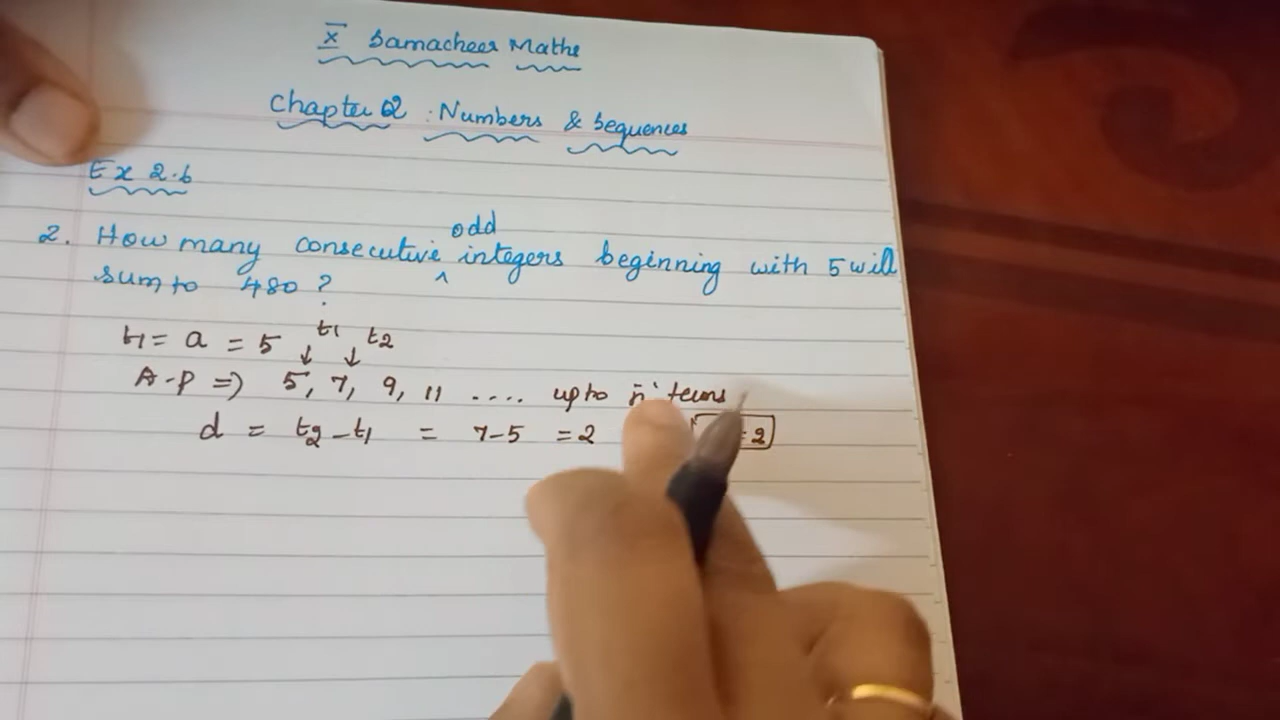 X Samacheer Maths
Chapter 2 : Numbers & Sequences
Ex 2.6
2. How many consecutive odd integers beginning with 5 will
sum to 480 ?
t1 = a = 5 t1 t2
A.P => 5, 7, 9, 11 .... upto 'n' terms
d = t2 - t1 = 7-5 = 2 = 2